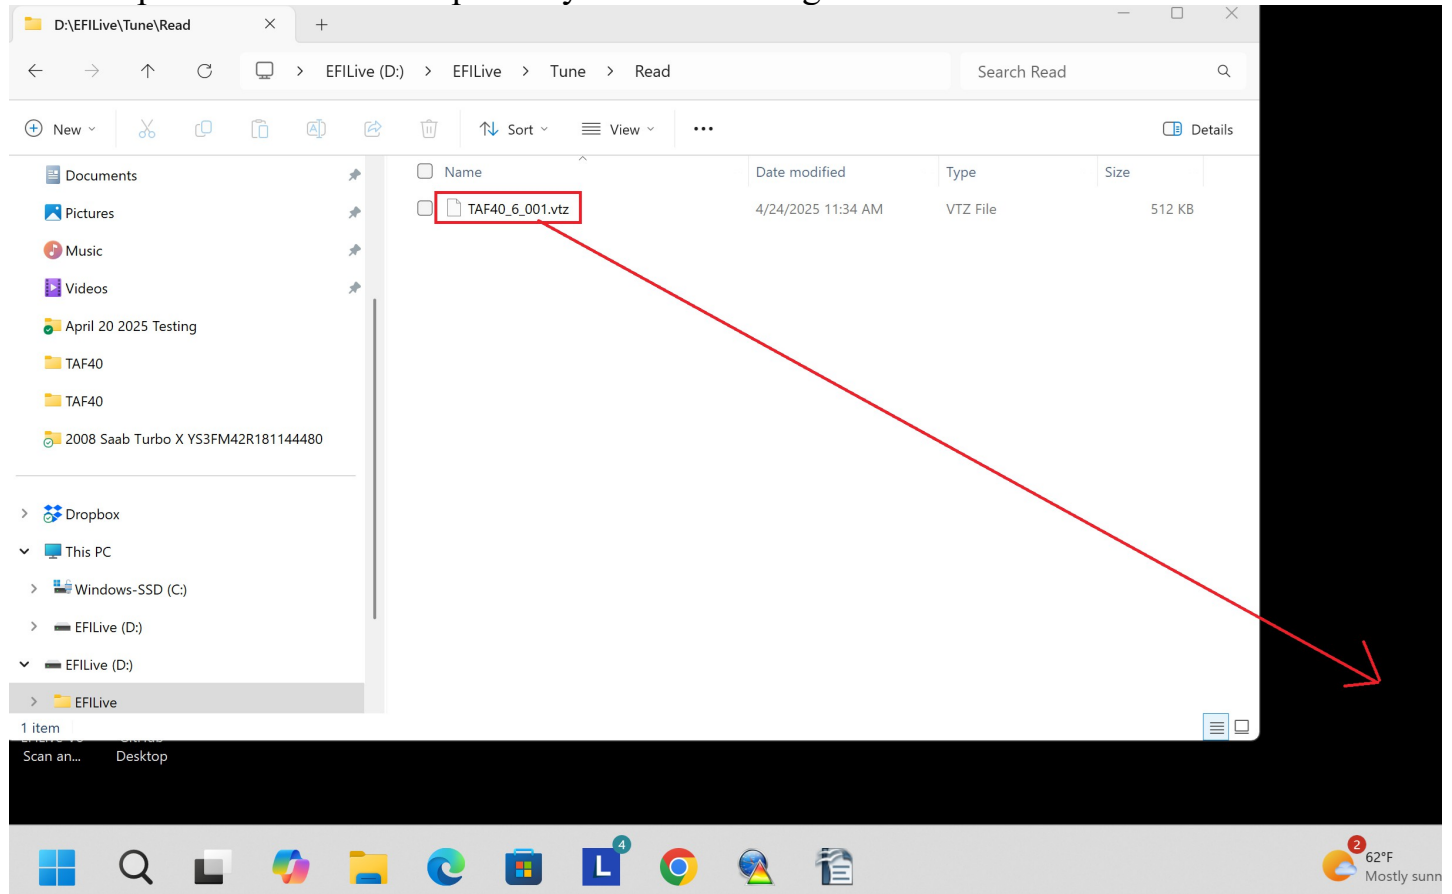 D:\EFILive\Tune\Read
EFILive (D:) > EFILive > Tune > Read
Search Read
New
Sort
View
Details
Name Date modified Type Size
TAF40_6_001.vtz 4/24/2025 11:34 AM VTZ File 512 KB
Documents
Pictures
Music
Videos
April 20 2025 Testing
TAF40
TAF40
2008 Saab Turbo X YS3FM42R181144480
Dropbox
This PC
Windows-SSD (C:)
EFILive (D:)
EFILive (D:)
EFILive
1 item
Scan an... Desktop
L
4
2
62°F
Mostly sunn